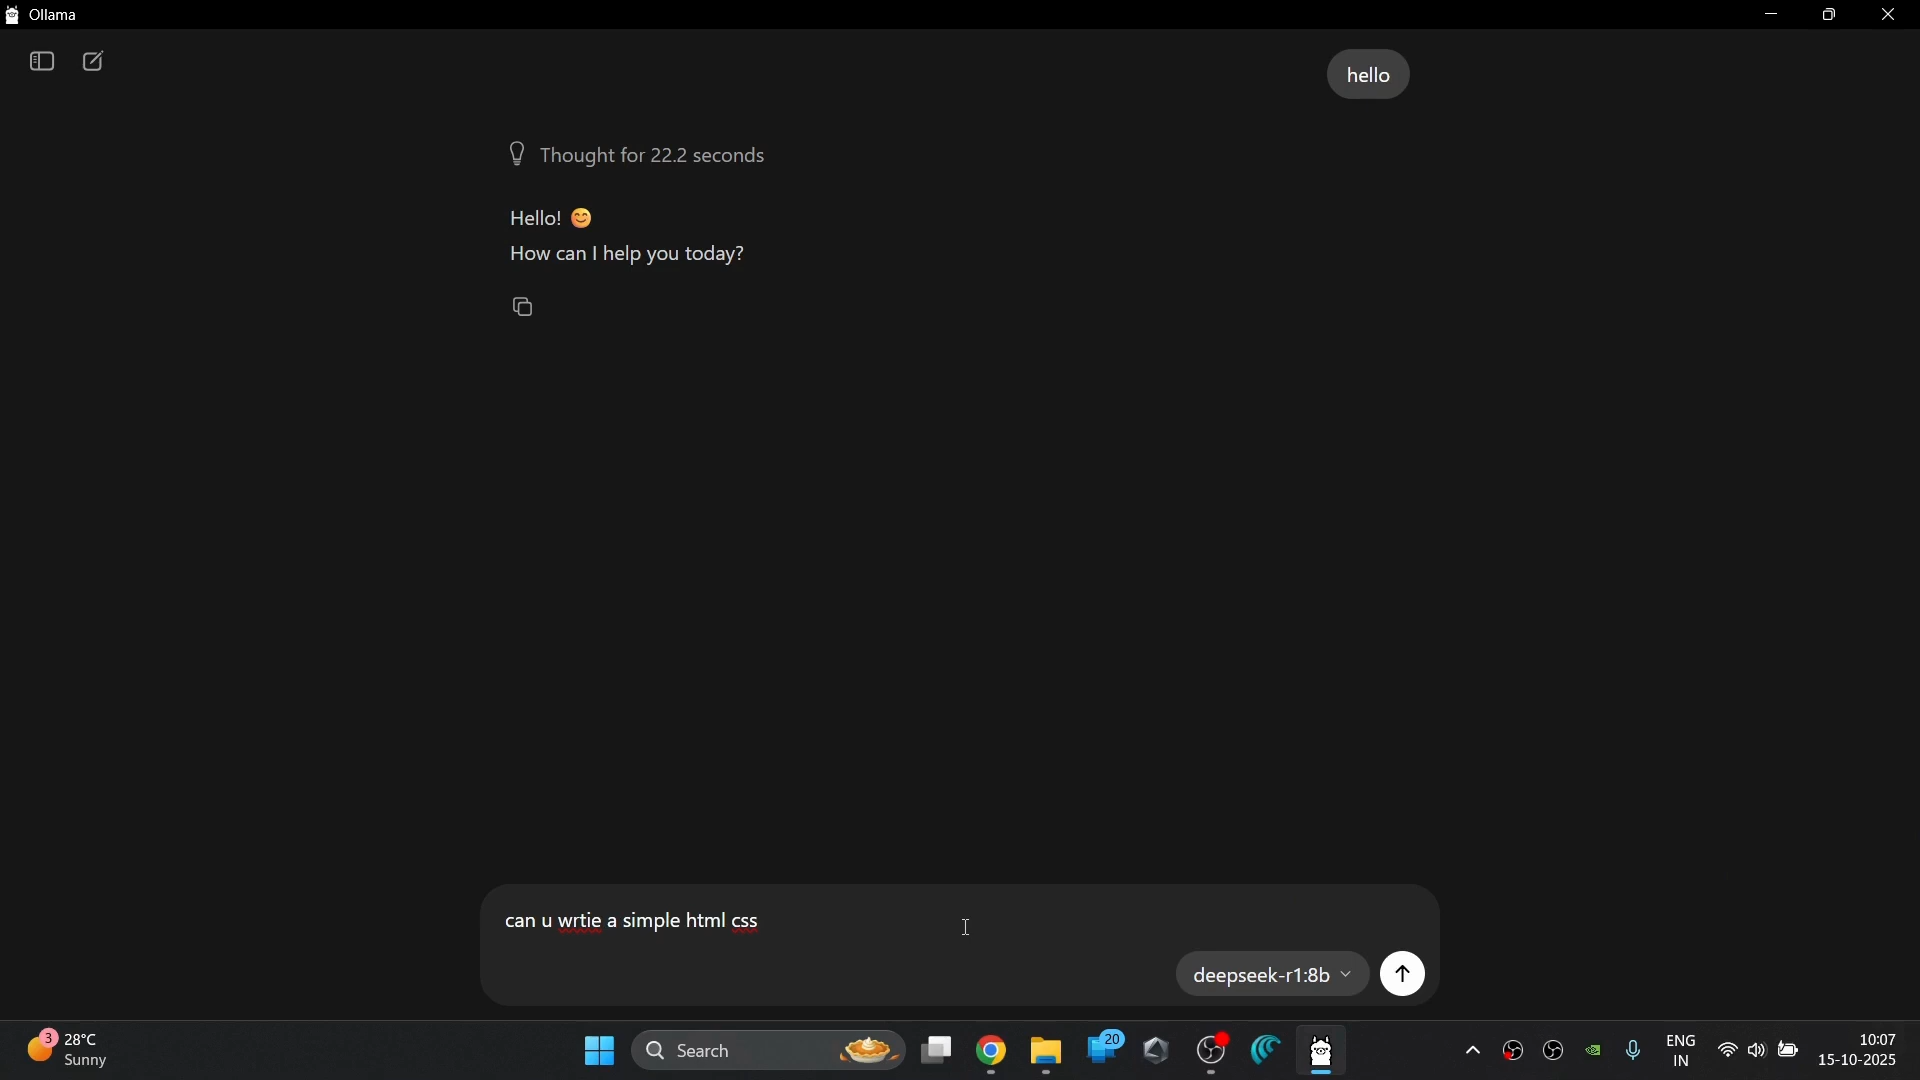 Ollama
hello
Thought for 22.2 seconds
Hello! 😊
How can I help you today?
can u wrtie a simple html css
deepseek-r1:8b
3
28°C
Sunny
Search
20
ENG
IN
10:07
15-10-2025